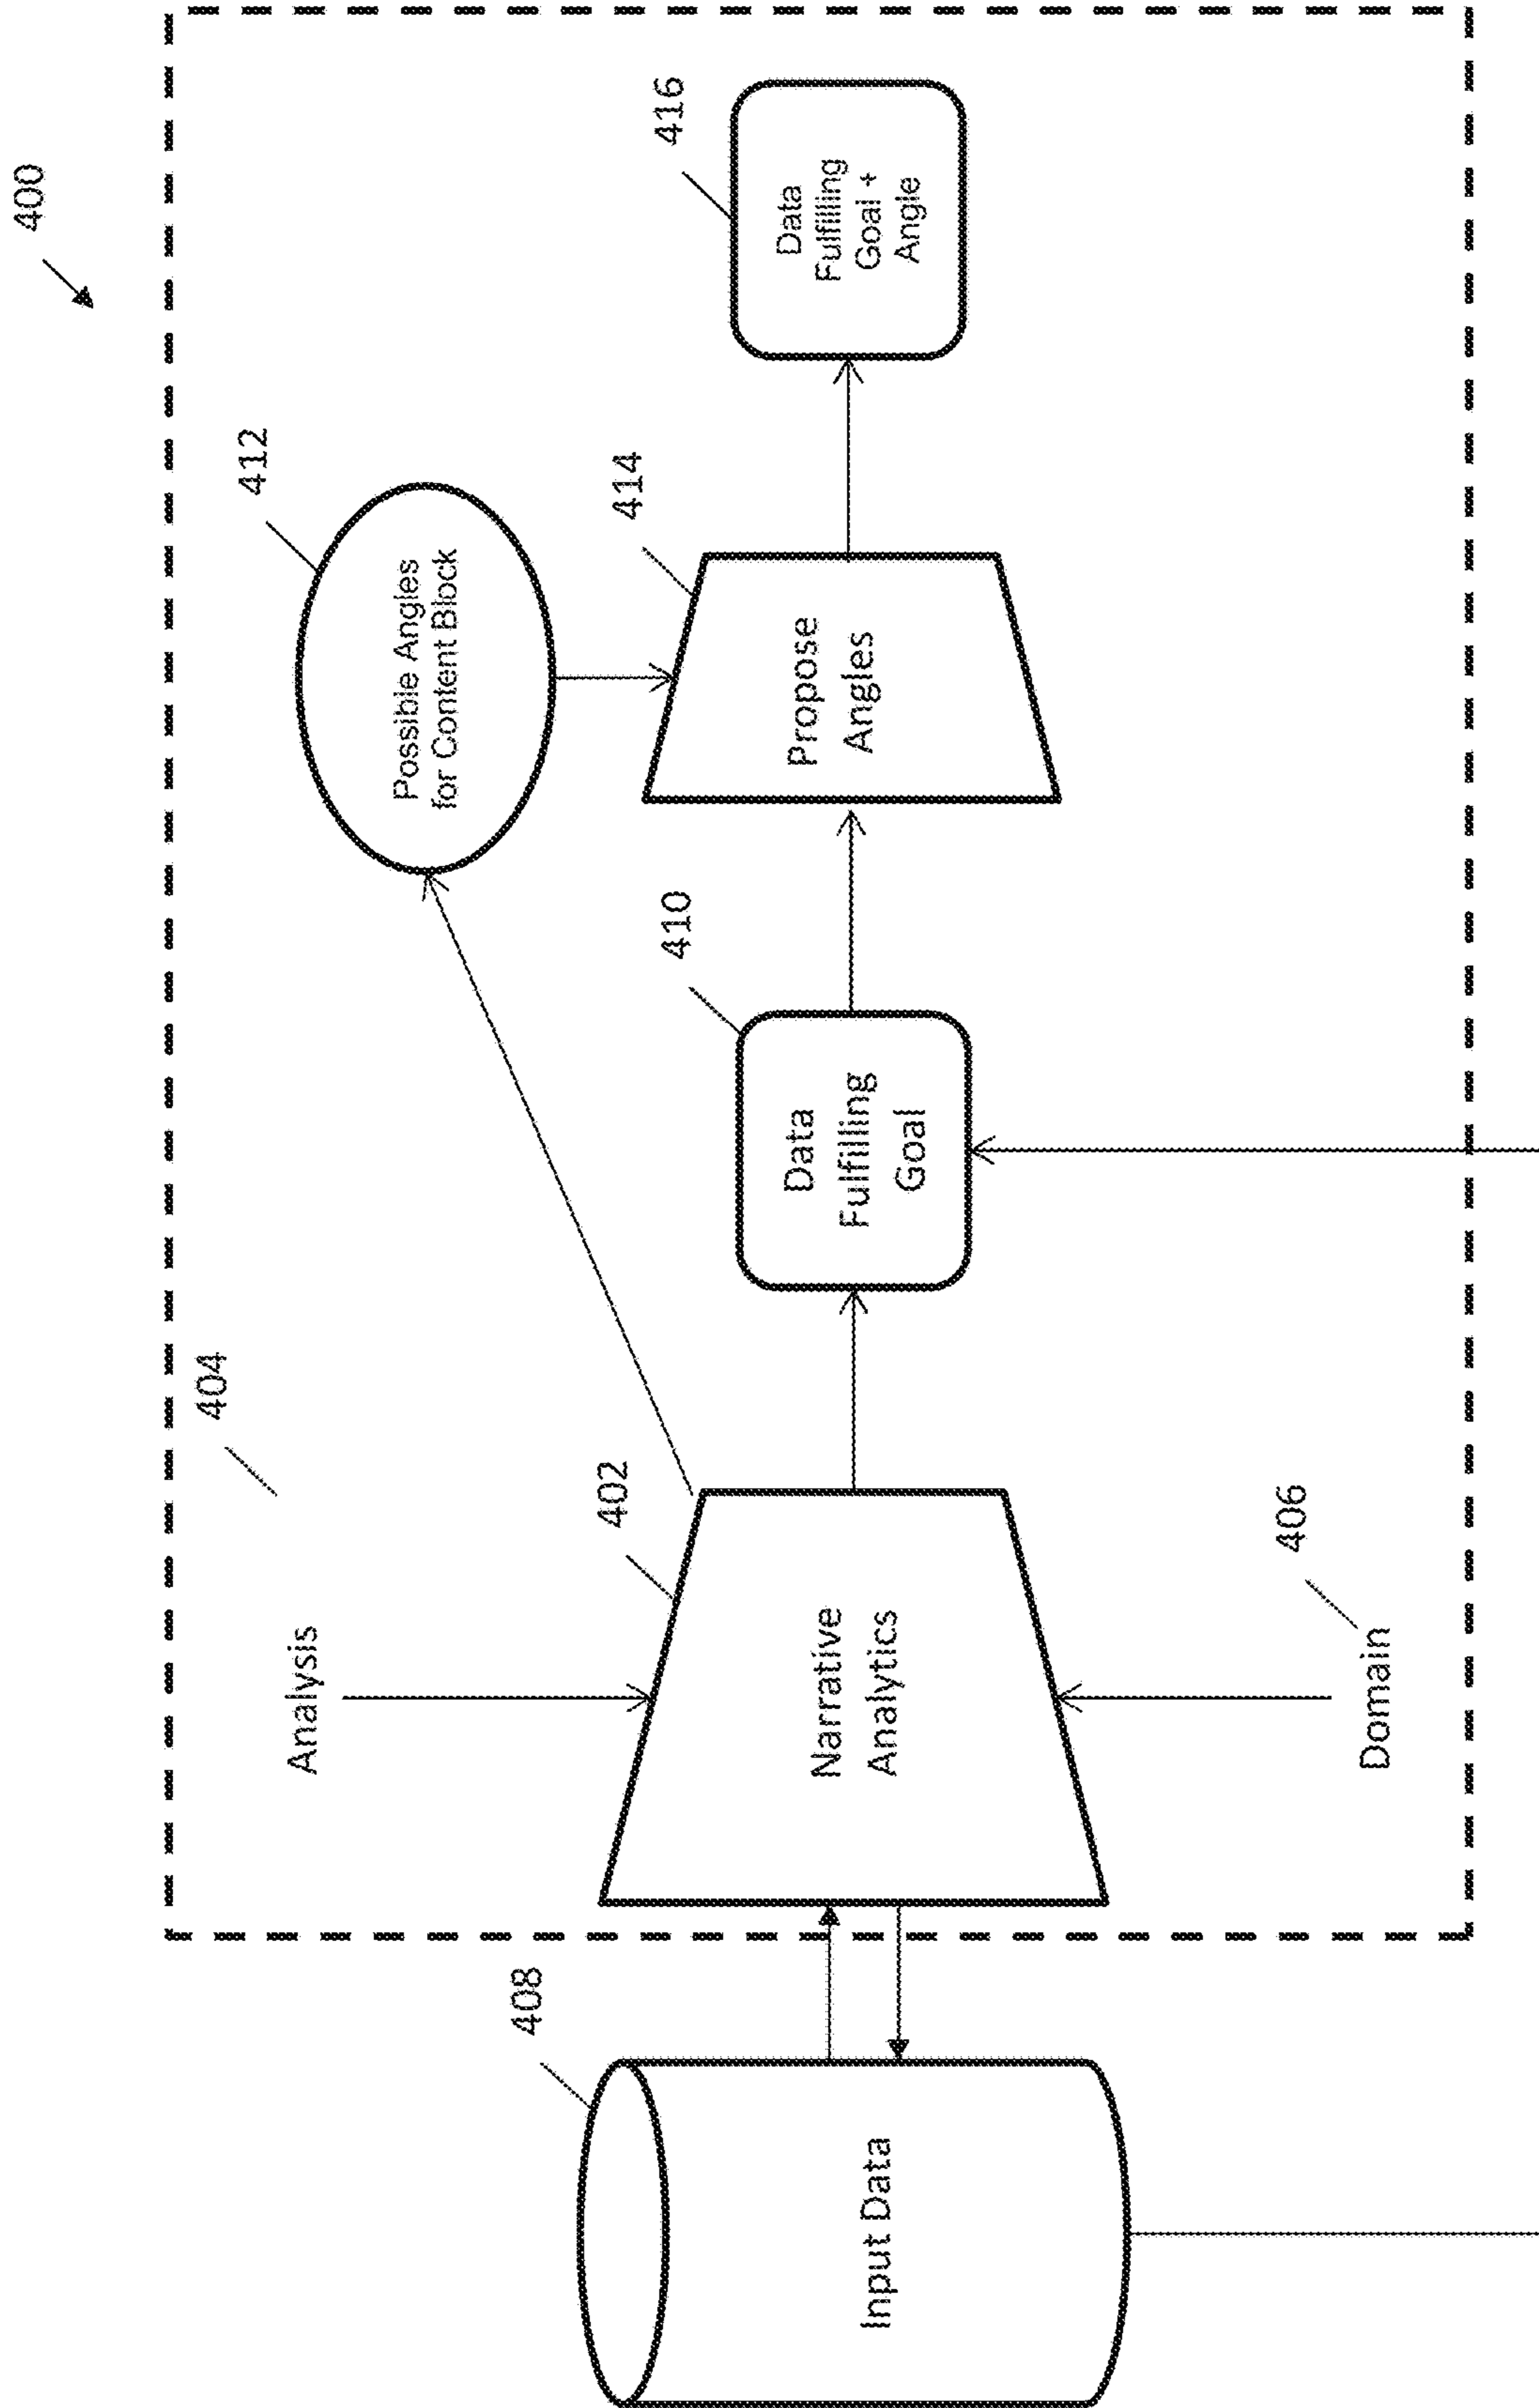 400
404
Analysis
412
Possible Angles
for Content Block
408
402
410
414
416
Input Data
Narrative
Analytics
Data
Fulfilling
Goal
Propose
Angles
Data
Fulfilling
Goal +
Angle
406
Domain